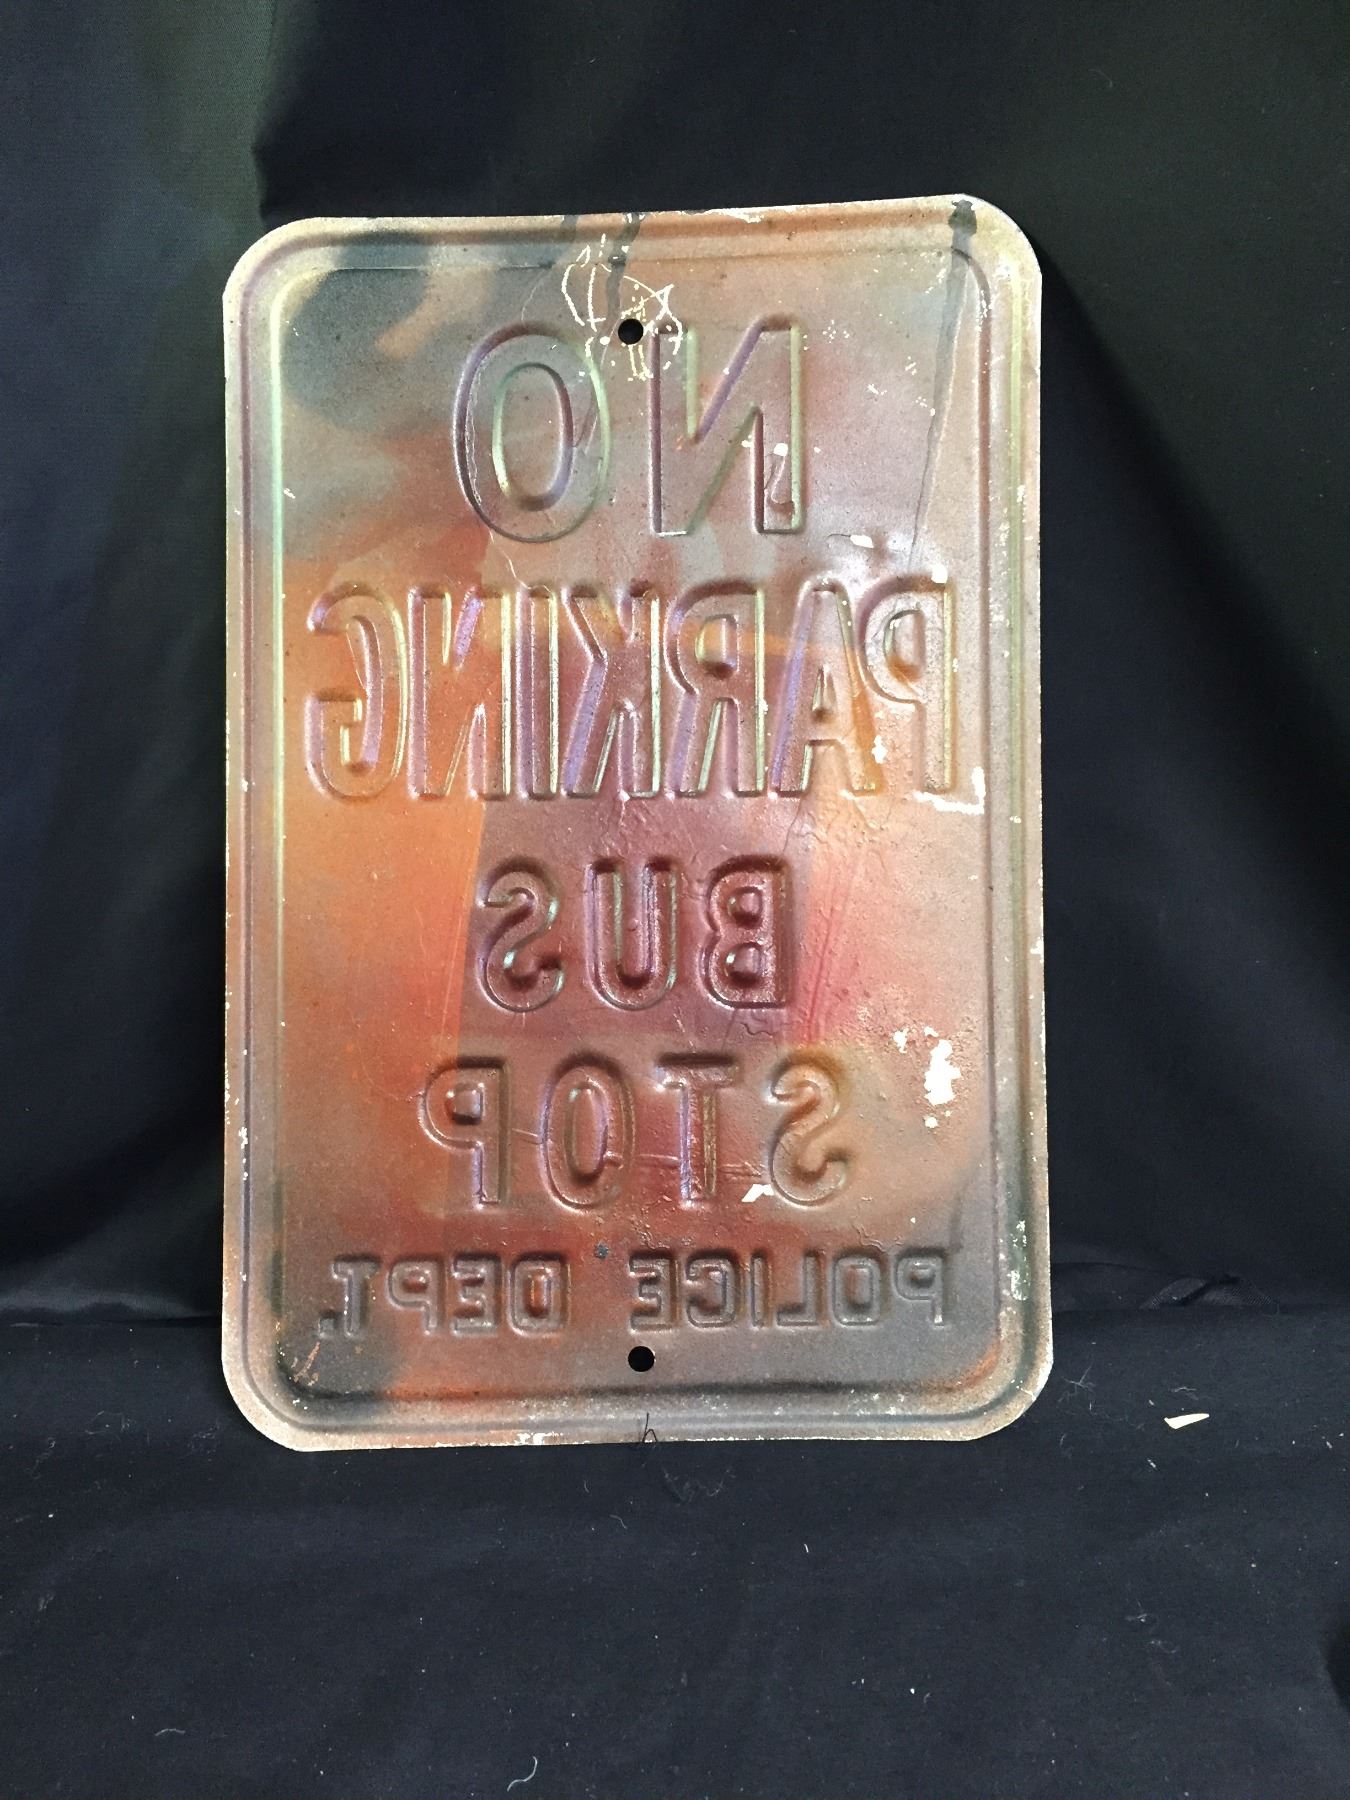 NO
PARKING
BUS
STOP
POLICE DEPT.